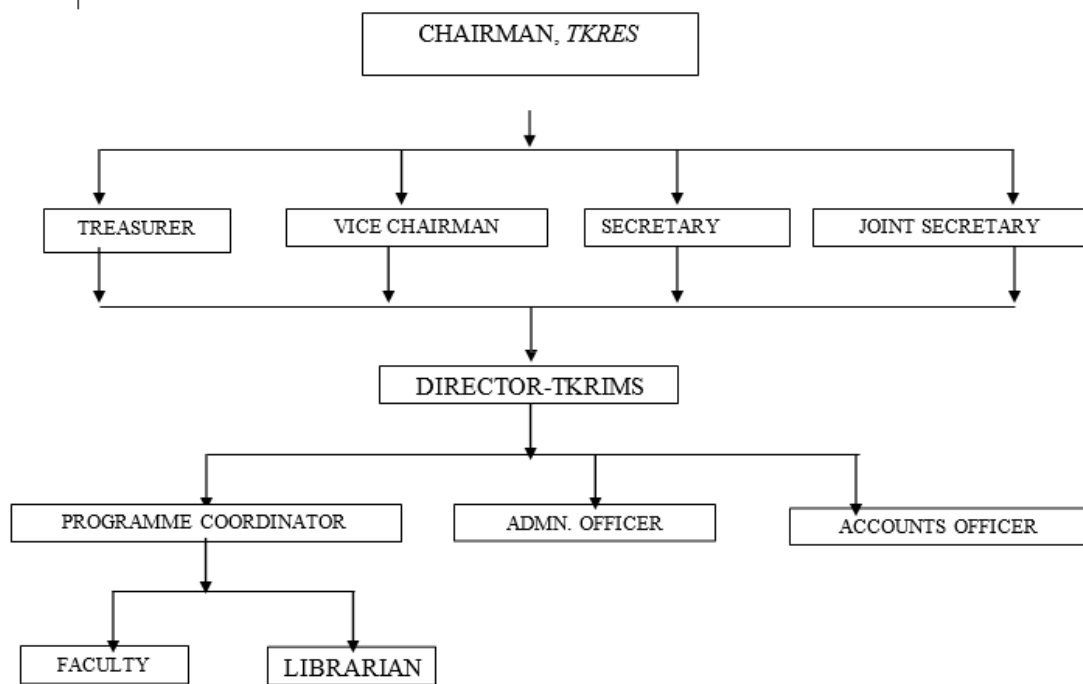 CHAIRMAN, TKRES
TREASURER
VICE CHAIRMAN
SECRETARY
JOINT SECRETARY
DIRECTOR-TKRIMS
PROGRAMME COORDINATOR
ADMN. OFFICER
ACCOUNTS OFFICER
FACULTY
LIBRARIAN